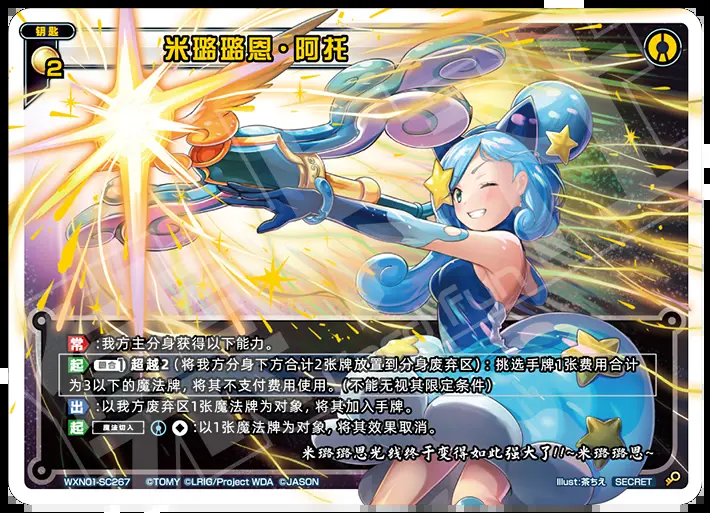 钥匙
2
米璐璐恩·阿托
常:我方主分身获得以下能力。
起 回合1 超越2（将我方分身下方合计2张牌放置到分身废弃区）: 挑选手牌1张费用合计
为3以下的魔法牌，将其不支付费用使用。（不能无视其限定条件）
出:以我方废弃区1张魔法牌为对象，将其加入手牌。
起 魔法切入 :以1张魔法牌为对象，将其效果取消。
米璐璐恩光线终于变得如此强大了!!~米璐璐恩~
WXN01-SC267 ©TOMY ©LRIG/Project WDA ©JASON
Illust:茶ちえ SECRET